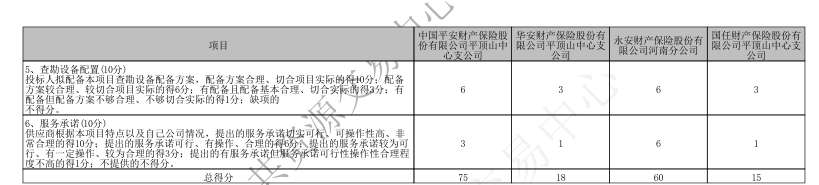 项目
中国平安财产保险股
份有限公司平顶山中
心支公司
华安财产保险股份有
限公司平顶山中心支
公司
永安财产保险股份有
限公司河南分公司
国任财产保险股份有
限公司平顶山中心支
公司
5、查勘设备配置(10分)
投标人拟配备本项目查勘设备配备方案，配备方案合理、切合项目实际的得10分；配备
方案较合理、较切合项目实际的得6分；有配备且配备基本合理、切合实际的得3分；有
配备但配备方案不够合理、不够切合实际的得1分；缺项的
不得分。
6
3
6
3
6、服务承诺(10分)
供应商根据本项目特点以及自己公司情况，提出的服务承诺切实可行、可操作性高、非
常合理的得10分；提出的服务承诺可行、有操作、合理的得6分；提出的服务承诺较为可
行、有一定操作、较为合理的得3分；提出的有服务承诺但服务承诺可行性操作性合理程
度不高的得1分；不提供的不得分。
3
1
6
1
总得分
75
18
60
15
共资源交易中心
易中心